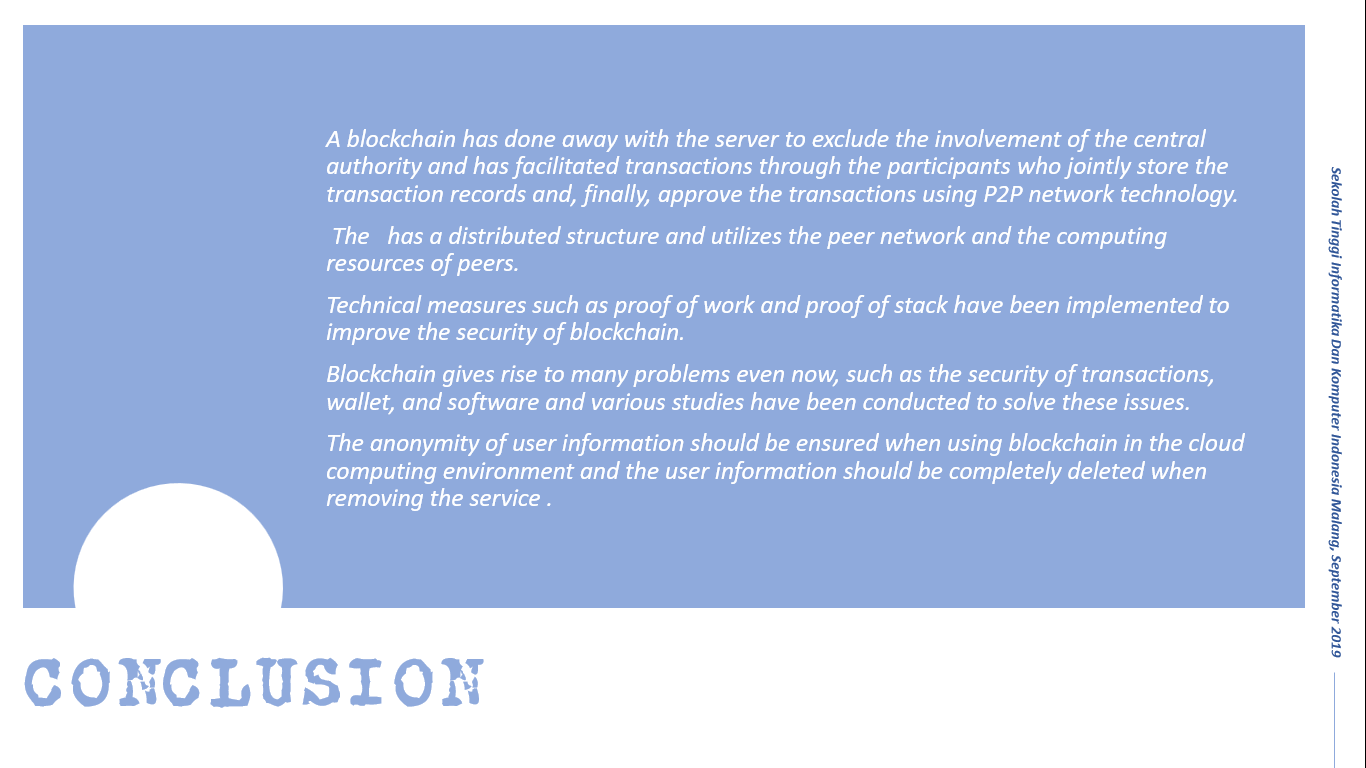 A blockchain has done away with the server to exclude the involvement of the central
authority and has facilitated transactions through the participants who jointly store the
transaction records and, finally, approve the transactions using P2P network technology.
The has a distributed structure and utilizes the peer network and the computing
resources of peers.
Technical measures such as proof of work and proof of stack have been implemented to
improve the security of blockchain.
Blockchain gives rise to many problems even now, such as the security of transactions,
wallet, and software and various studies have been conducted to solve these issues.
The anonymity of user information should be ensured when using blockchain in the cloud
computing environment and the user information should be completely deleted when
removing the service .
CONCLUSION
Sekolah Tinggi Informatika Dan Komputer Indonesia Malang, September 2019